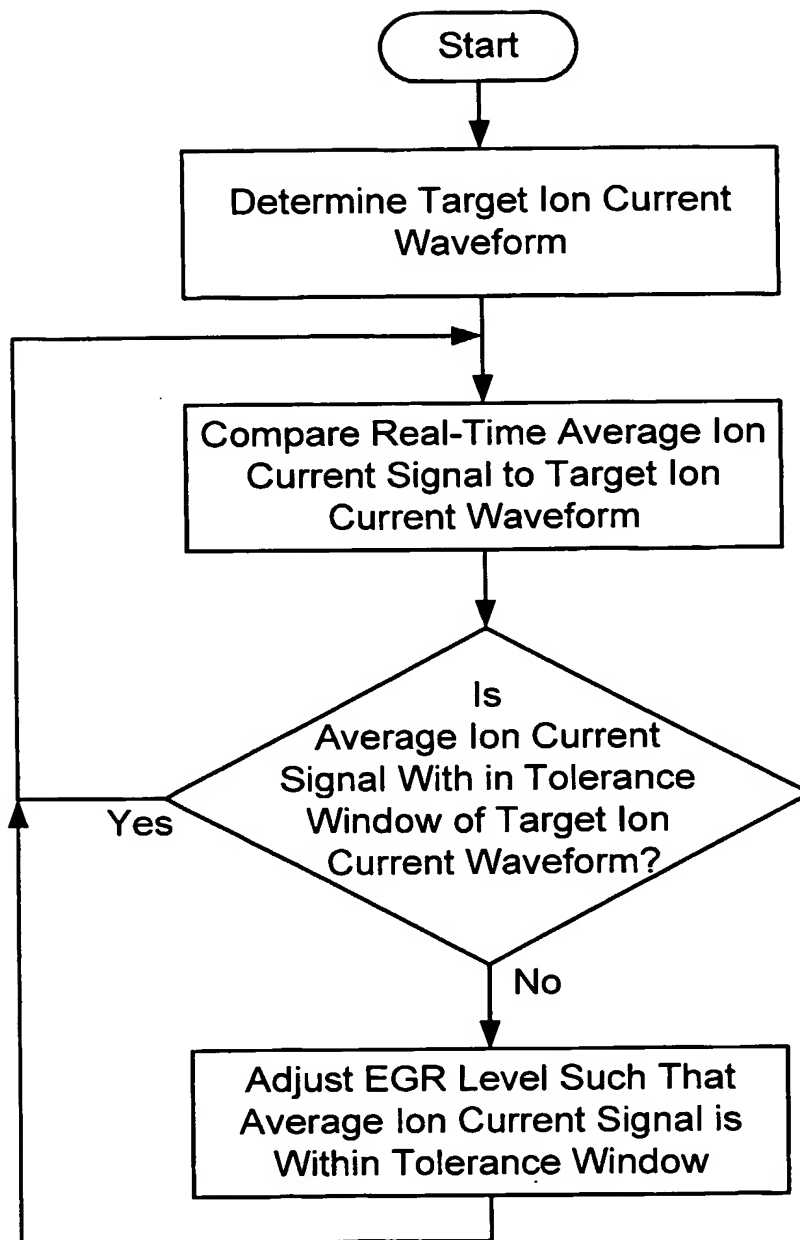 Start
Determine Target Ion Current
Waveform
Compare Real-Time Average Ion
Current Signal to Target Ion
Current Waveform
Is
Average Ion Current
Signal With in Tolerance
Window of Target Ion
Current Waveform?
Yes
No
Adjust EGR Level Such That
Average Ion Current Signal is
Within Tolerance Window